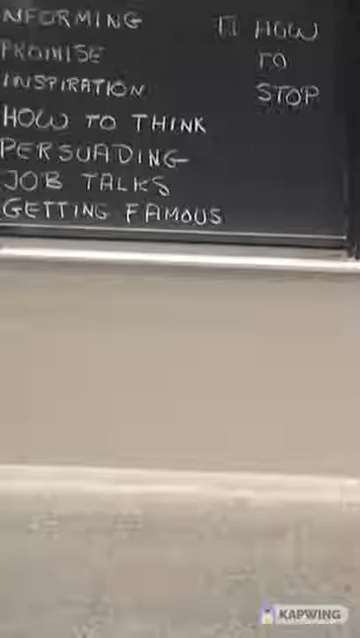 NFORMING
PROMISE
INSPIRATION
HOW TO THINK
PERSUADING
JOB TALKS
GETTING FAMOUS
HOW
TO
STOP
KAPWING